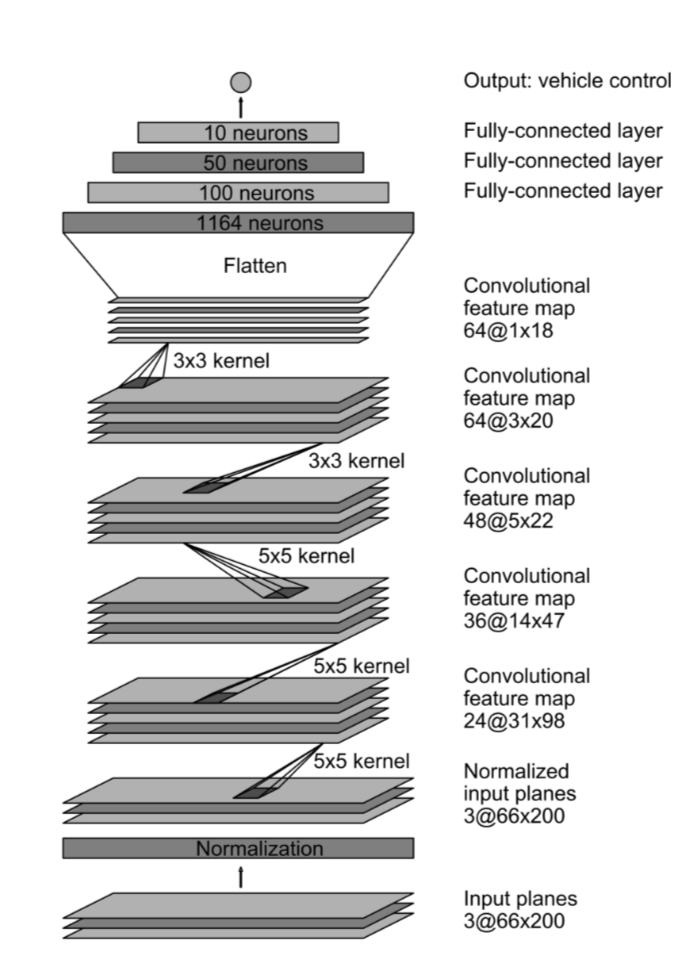 Output: vehicle control
10 neurons
Fully-connected layer
50 neurons
Fully-connected layer
100 neurons
Fully-connected layer
1164 neurons
Flatten
Convolutional
feature map
64@1x18
3x3 kernel
Convolutional
feature map
64@3x20
3x3 kernel
Convolutional
feature map
48@5x22
5x5 kernel
Convolutional
feature map
36@14x47
5x5 kernel
Convolutional
feature map
24@31x98
5x5 kernel
Normalized
input planes
3@66x200
Normalization
Input planes
3@66x200